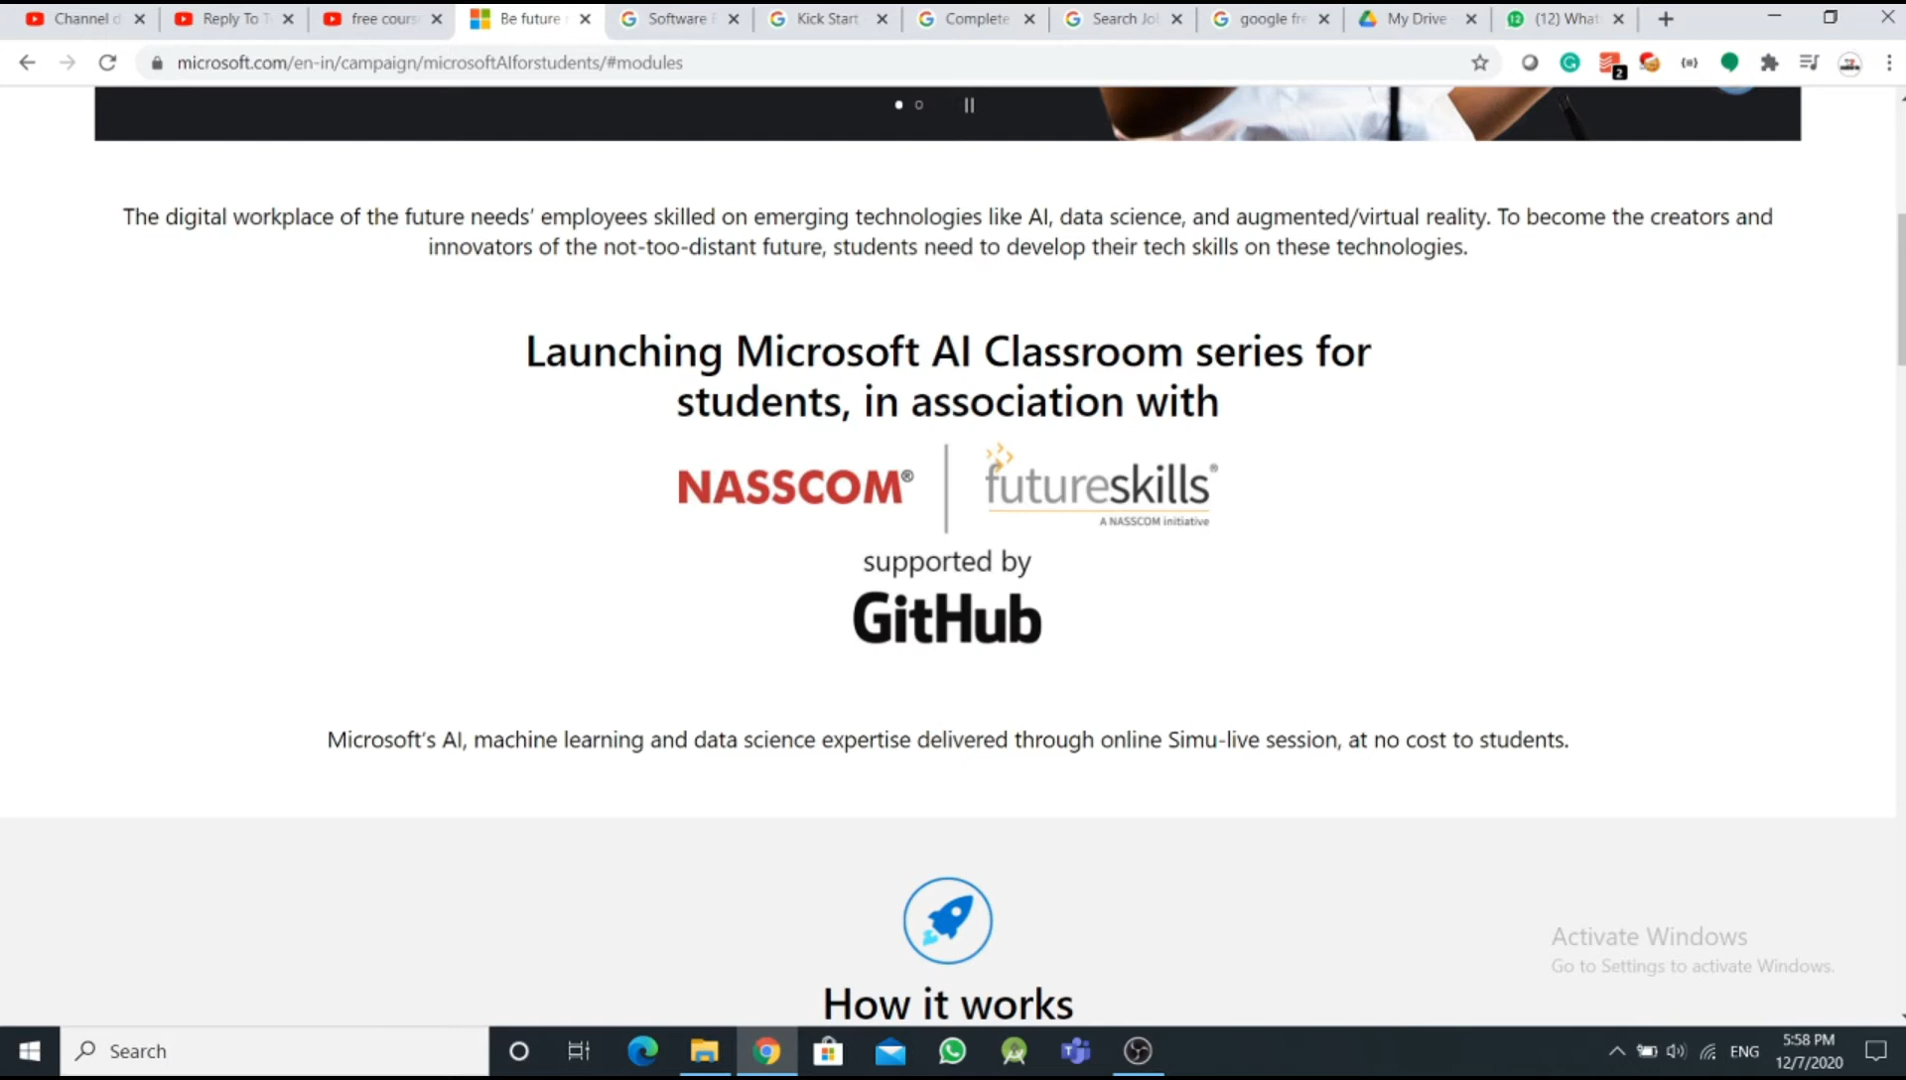 Channel d
Reply To T
free cours
Be future r
Software
Kick Start
Complete
Search Jo
google fre
My Drive
(12) What
microsoft.com/en-in/campaign/microsoftAIforstudents/#modules
2
The digital workplace of the future needs’ employees skilled on emerging technologies like AI, data science, and augmented/virtual reality. To become the creators and
innovators of the not-too-distant future, students need to develop their tech skills on these technologies.
Launching Microsoft AI Classroom series for
students, in association with
NASSCOM®
futureskills®
A NASSCOM initiative
supported by
GitHub
Microsoft’s AI, machine learning and data science expertise delivered through online Simu-live session, at no cost to students.
Activate Windows
Go to Settings to activate Windows.
How it works
Search
ENG
5:58 PM
12/7/2020